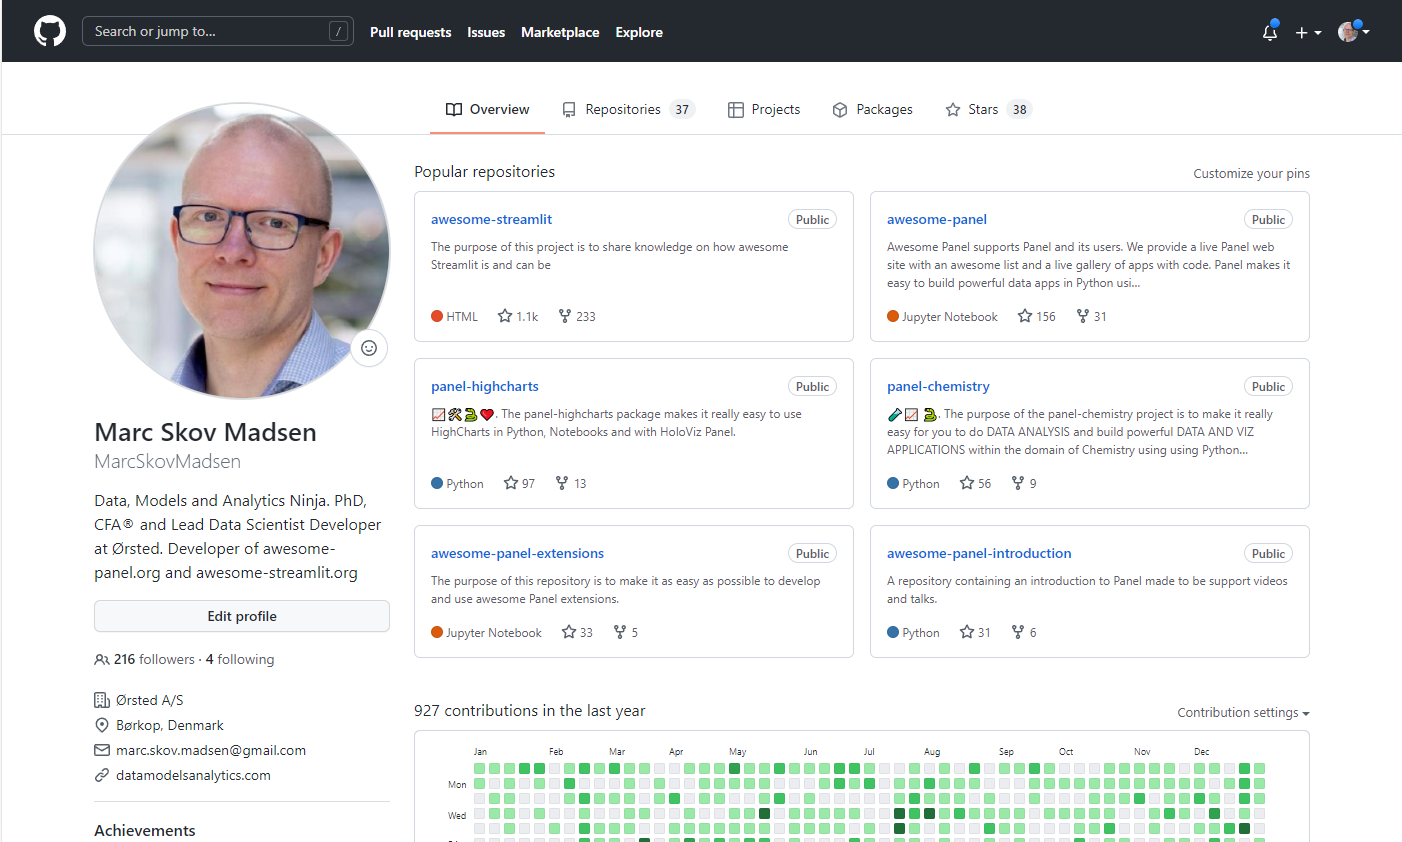 Search or jump to... /
Pull requests Issues Marketplace Explore
Overview Repositories 37 Projects Packages Stars 38
Popular repositories
Customize your pins
awesome-streamlit Public
The purpose of this project is to share knowledge on how awesome
Streamlit is and can be
HTML 1.1k 233
awesome-panel Public
Awesome Panel supports Panel and its users. We provide a live Panel web
site with an awesome list and a live gallery of apps with code. Panel makes it
easy to build powerful data apps in Python usi...
Jupyter Notebook 156 31
panel-highcharts Public
📈🛠️🐍❤️. The panel-highcharts package makes it really easy to use
HighCharts in Python, Notebooks and with HoloViz Panel.
Python 97 13
panel-chemistry Public
🧪📈 🐍. The purpose of the panel-chemistry project is to make it really
easy for you to do DATA ANALYSIS and build powerful DATA AND VIZ
APPLICATIONS within the domain of Chemistry using using Python...
Python 56 9
awesome-panel-extensions Public
The purpose of this repository is to make it as easy as possible to develop
and use awesome Panel extensions.
Jupyter Notebook 33 5
awesome-panel-introduction Public
A repository containing an introduction to Panel made to be support videos
and talks.
Python 31 6
Marc Skov Madsen
MarcSkovMadsen
Data, Models and Analytics Ninja. PhD,
CFA® and Lead Data Scientist Developer
at Ørsted. Developer of awesome-
panel.org and awesome-streamlit.org
Edit profile
216 followers · 4 following
Ørsted A/S
Børkop, Denmark
marc.skov.madsen@gmail.com
datamodelsanalytics.com
Achievements
927 contributions in the last year
Contribution settings
Jan Feb Mar Apr May Jun Jul Aug Sep Oct Nov Dec
Mon
Wed